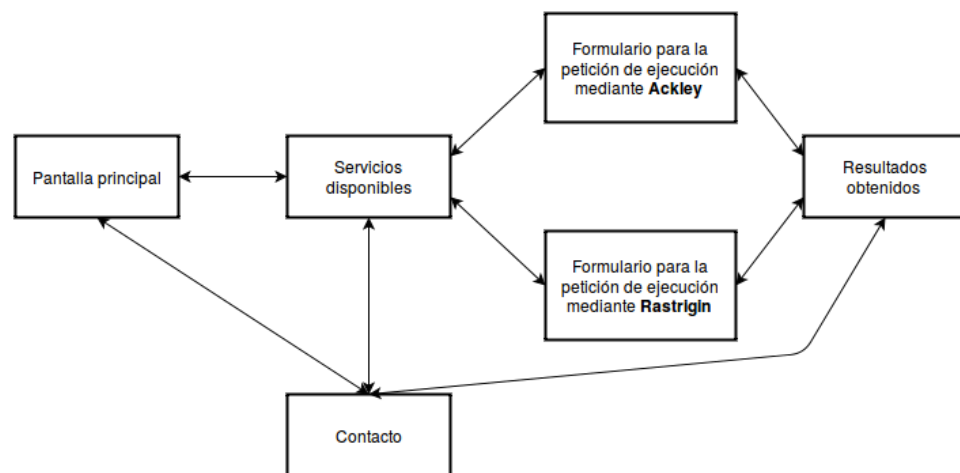 Formulario para la
petición de ejecución
mediante Ackley
Pantalla principal
Servicios
disponibles
Resultados
obtenidos
Formulario para la
petición de ejecución
mediante Rastrigin
Contacto